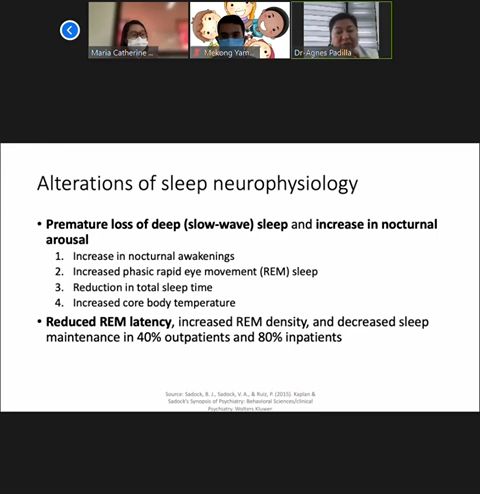 Maria Catherine ...
Mekong Yam...
Dr-Agnes Padilla
Alterations of sleep neurophysiology
• Premature loss of deep (slow-wave) sleep and increase in nocturnal
arousal
1. Increase in nocturnal awakenings
2. Increased phasic rapid eye movement (REM) sleep
3. Reduction in total sleep time
4. Increased core body temperature
• Reduced REM latency, increased REM density, and decreased sleep
maintenance in 40% outpatients and 80% inpatients
Source: Sadock, B. J., Sadock, V. A., & Ruiz, P. (2015). Kaplan &
Sadock's Synopsis of Psychiatry: Behavioral Sciences/clinical
Psychiatry. Wolters Kluwer